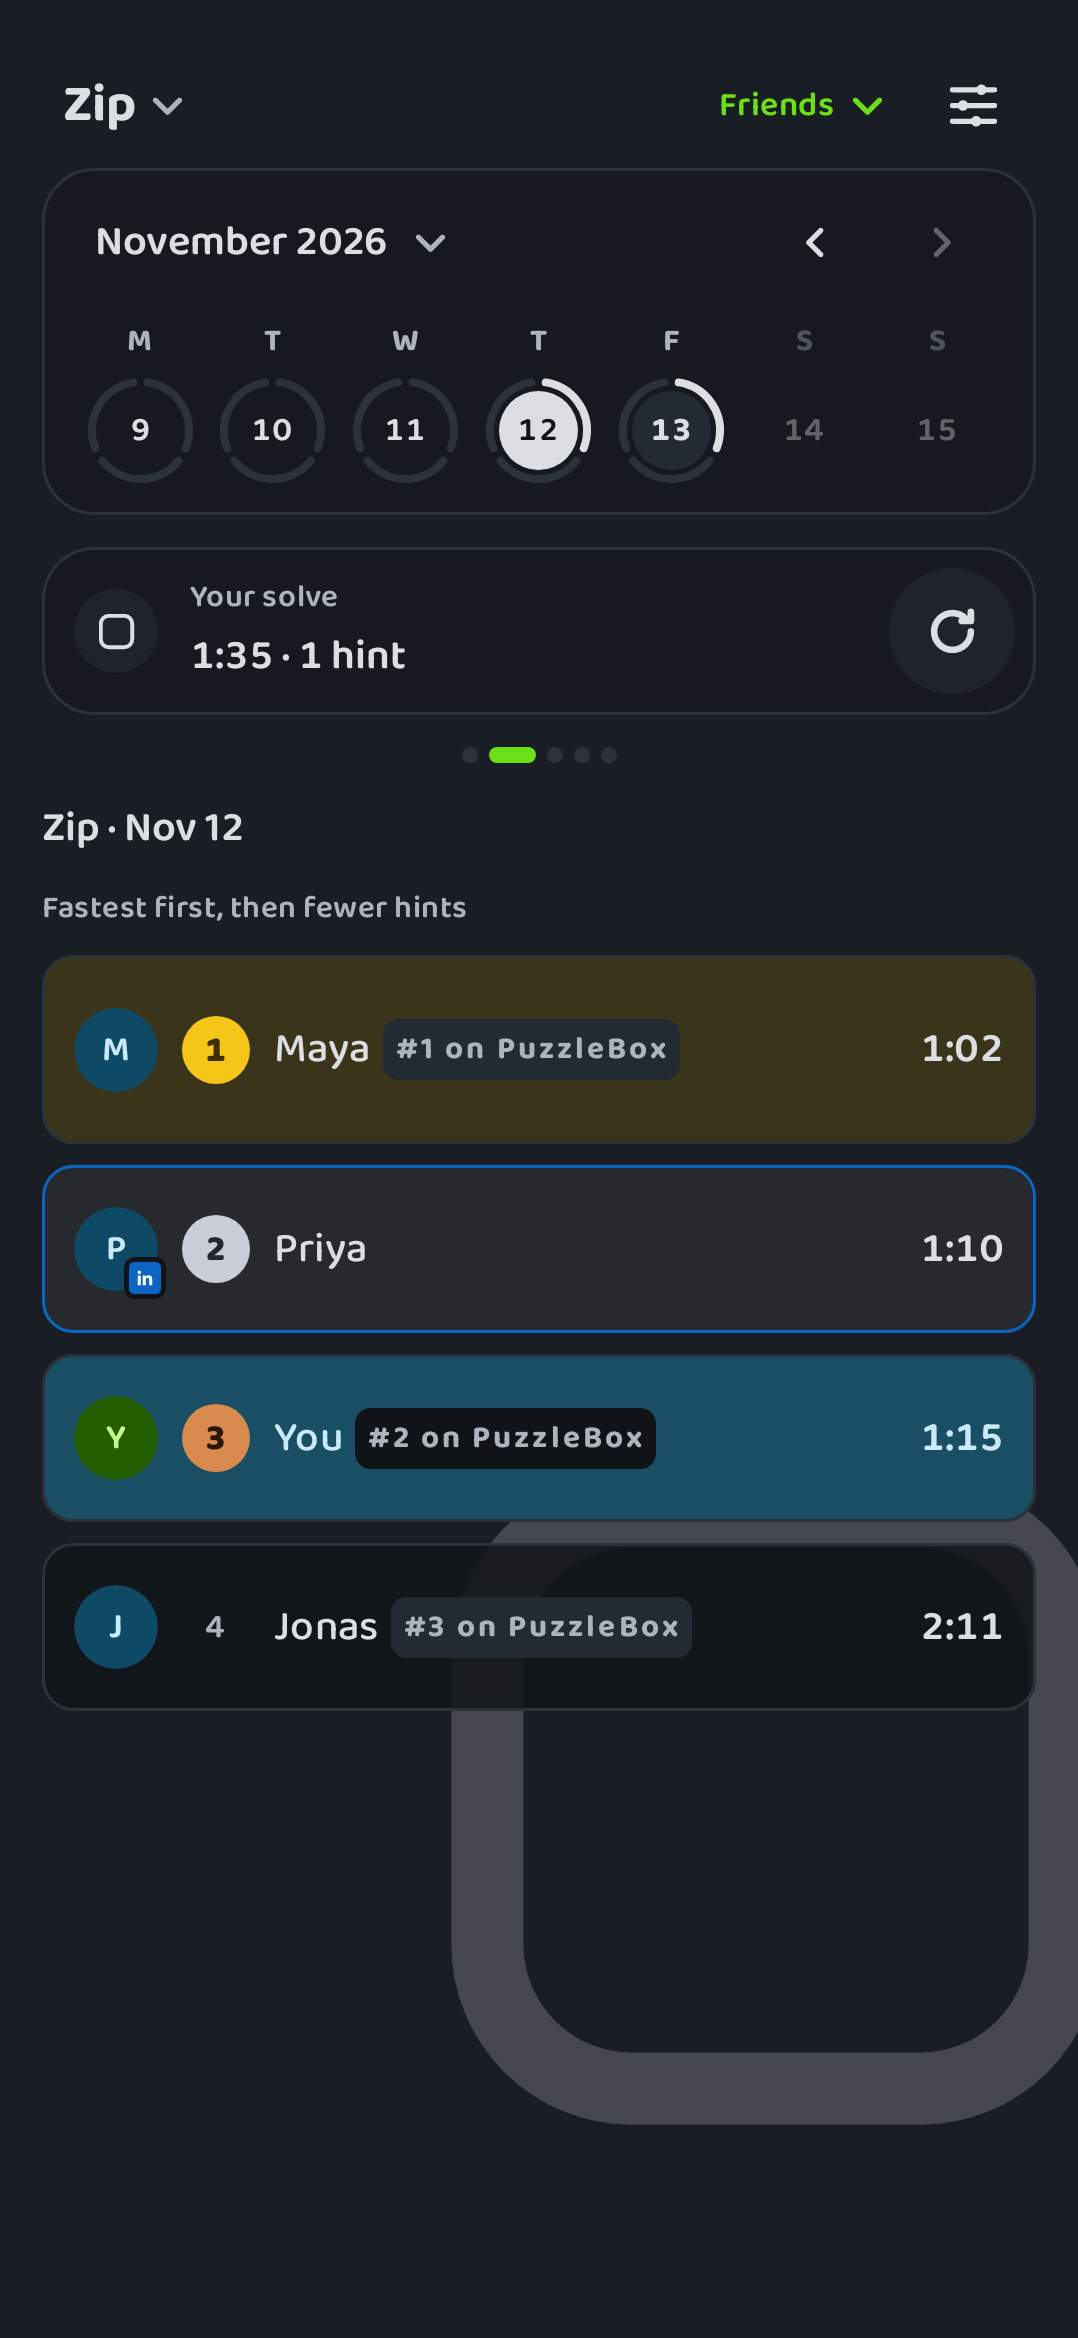 Zip
Friends
November 2026
M T W T F S S
9 10 11 12 13 14 15
Your solve
1:35 · 1 hint
Zip · Nov 12
Fastest first, then fewer hints
M 1 Maya #1 on PuzzleBox 1:02
P in 2 Priya 1:10
Y 3 You #2 on PuzzleBox 1:15
J 4 Jonas #3 on PuzzleBox 2:11